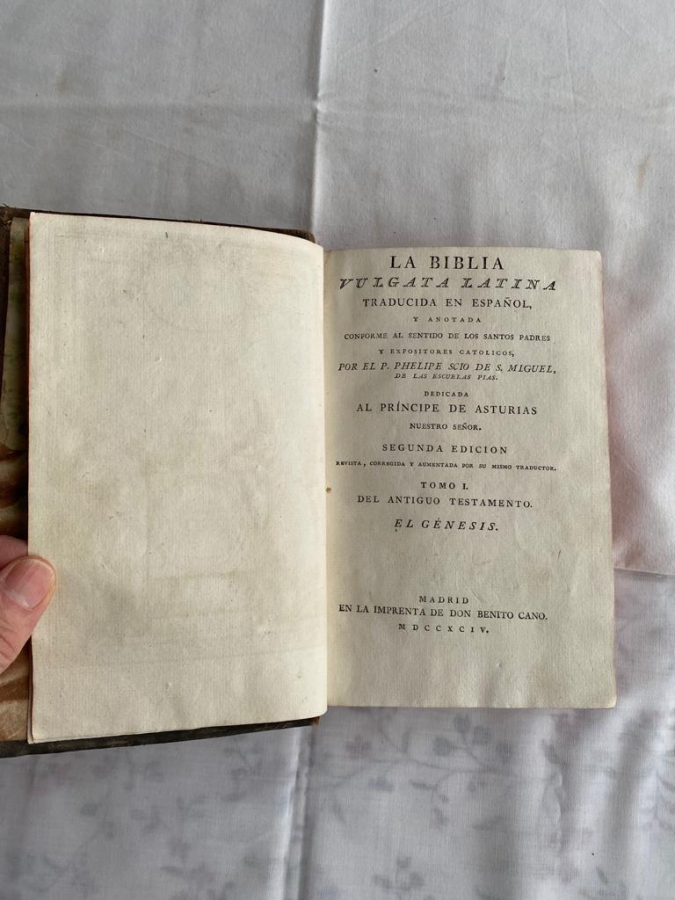 LA BIBLIA
VULGATA LATINA
TRADUCIDA EN ESPAÑOL,
Y ANOTADA
CONFORME AL SENTIDO DE LOS SANTOS PADRES
Y EXPOSITORES CATOLICOS,
POR EL P. PHELIPE SCIO DE S. MIGUEL,
DE LAS ESCUELAS PIAS.
DEDICADA
AL PRÍNCIPE DE ASTURIAS
NUESTRO SEÑOR.
SEGUNDA EDICION
REVISTA, CORREGIDA Y AUMENTADA POR SU MISMO TRADUCTOR.
TOMO I.
DEL ANTIGUO TESTAMENTO.
EL GÉNESIS.
MADRID
EN LA IMPRENTA DE DON BENITO CANO.
MDCCXCIV.